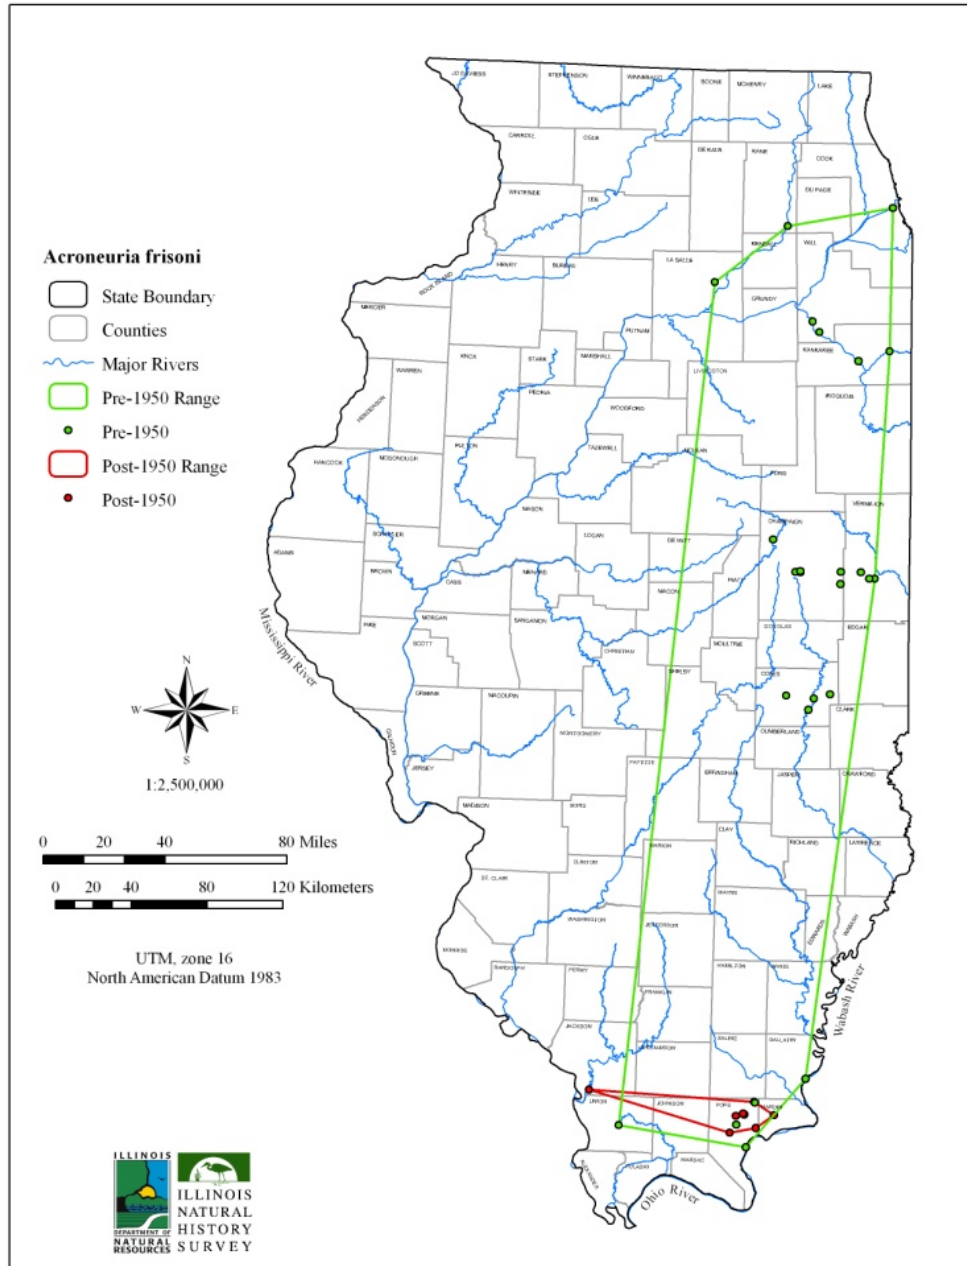 Acroneuria frisoni
State Boundary
Counties
Major Rivers
Pre-1950 Range
Pre-1950
Post-1950 Range
Post-1950
N
W E
S
1:2,500,000
0 20 40 80 Miles
0 20 40 80 120 Kilometers
UTM, zone 16
North American Datum 1983
Mississippi River
Wabash River
Ohio River
JO DAVIESS
STEPHENSON
WINNEBAGO
BOONE
MCHENRY
LAKE
CARROLL
OGLE
DE KALB
KANE
COOK
DU PAGE
LEE
KENDALL
WILL
ROCK ISLAND
HENRY
BUREAU
LA SALLE
GRUNDY
MERCER
PUTNAM
KANKAKEE
KNOX
STARK
MARSHALL
LIVINGSTON
WARREN
HENDERSON
PEORIA
WOODFORD
IROQUOIS
HANCOCK
MCDONOUGH
FULTON
TAZEWELL
MCLEAN
FORD
MASON
VERMILION
CHAMPAIGN
ADAMS
SCHUYLER
LOGAN
DE WITT
BROWN
CASS
MENARD
PIATT
MACON
PIKE
MORGAN
SANGAMON
DOUGLAS
EDGAR
SCOTT
CHRISTIAN
MOULTRIE
SHELBY
COLES
GREENE
MACOUPIN
CLARK
CALHOUN
MONTGOMERY
CUMBERLAND
JERSEY
FAYETTE
EFFINGHAM
JASPER
CRAWFORD
MADISON
BOND
CLAY
MARION
RICHLAND
LAWRENCE
CLINTON
ST. CLAIR
WAYNE
EDWARDS
WABASH
WASHINGTON
JEFFERSON
MONROE
RANDOLPH
PERRY
HAMILTON
WHITE
FRANKLIN
JACKSON
WILLIAMSON
SALINE
GALLATIN
UNION
JOHNSON
POPE
HARDIN
ALEXANDER
PULASKI
MASSAC
ILLINOIS
DEPARTMENT OF
NATURAL
RESOURCES
ILLINOIS
NATURAL
HISTORY
SURVEY